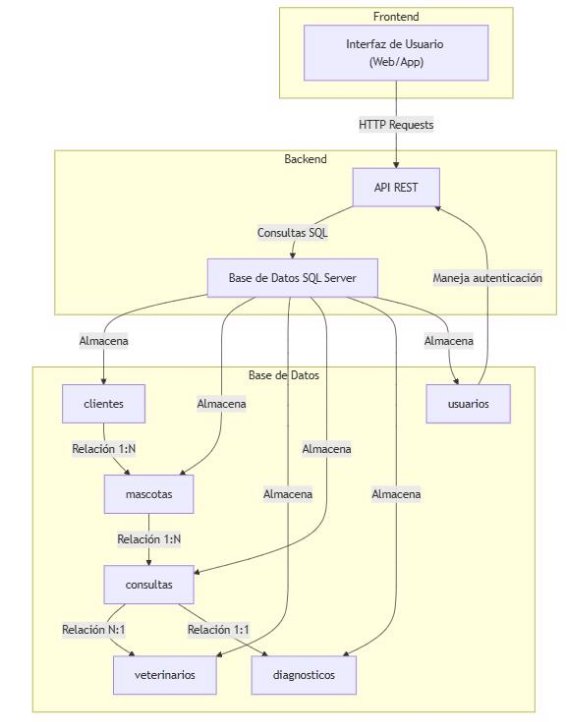 Frontend
Interfaz de Usuario
(Web/App)
HTTP Requests
Backend
API REST
Consultas SQL
Base de Datos SQL Server
Maneja autenticación
Almacena
Almacena
Base de Datos
clientes
Almacena
usuarios
Relación 1:N
Almacena
mascotas
Almacena
Almacena
Relación 1:N
consultas
Relación N:1
Relación 1:1
veterinarios
diagnosticos